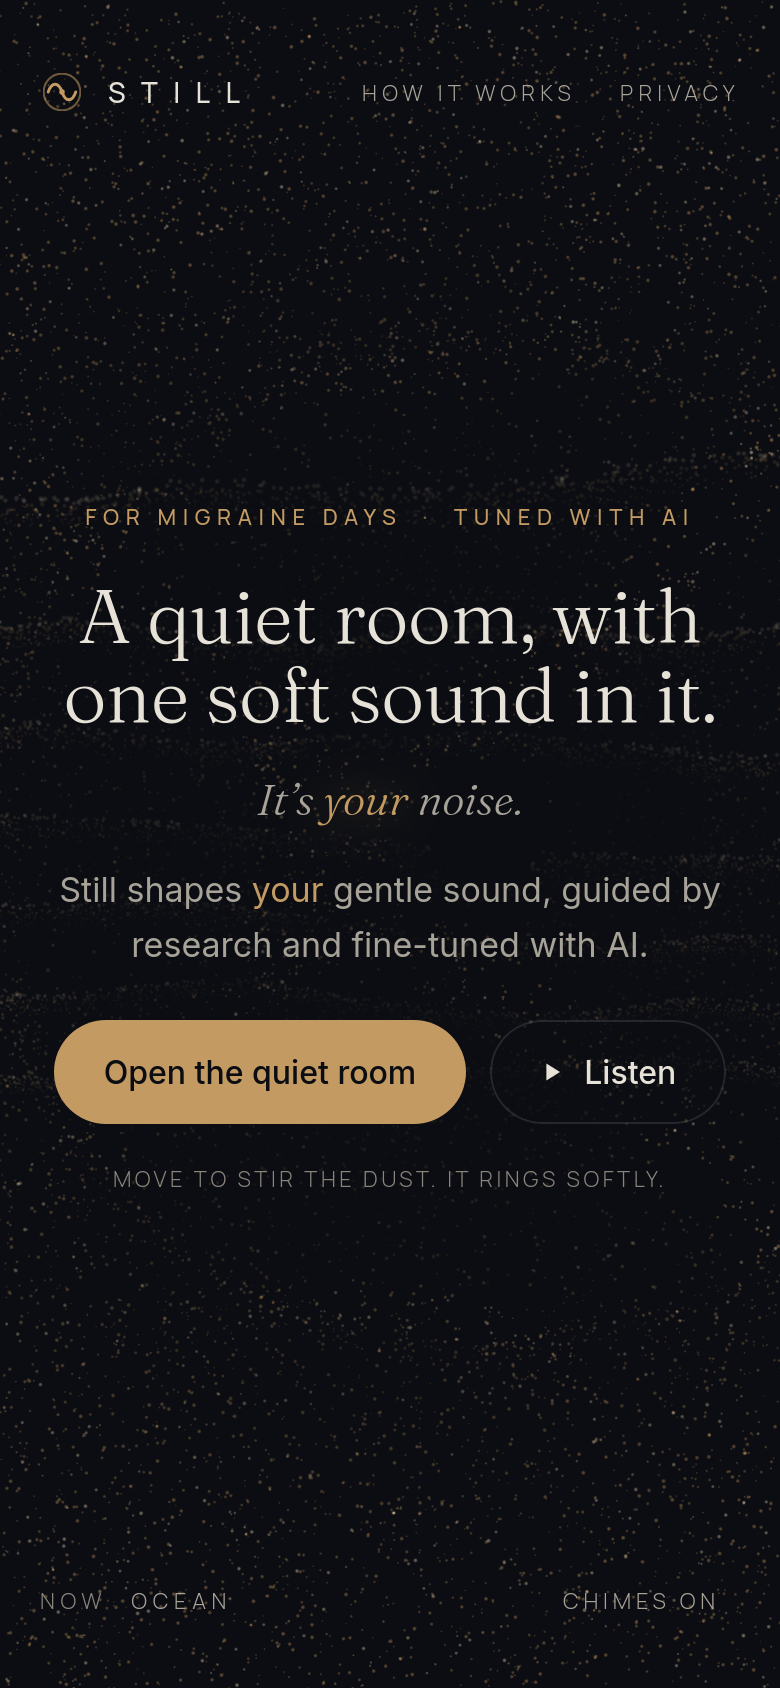 STILL
HOW IT WORKS
PRIVACY
FOR MIGRAINE DAYS · TUNED WITH AI
A quiet room, with
one soft sound in it.
It's your noise.
Still shapes your gentle sound, guided by
research and fine-tuned with AI.
Open the quiet room
Listen
MOVE TO STIR THE DUST. IT RINGS SOFTLY.
NOW OCEAN
CHIMES ON